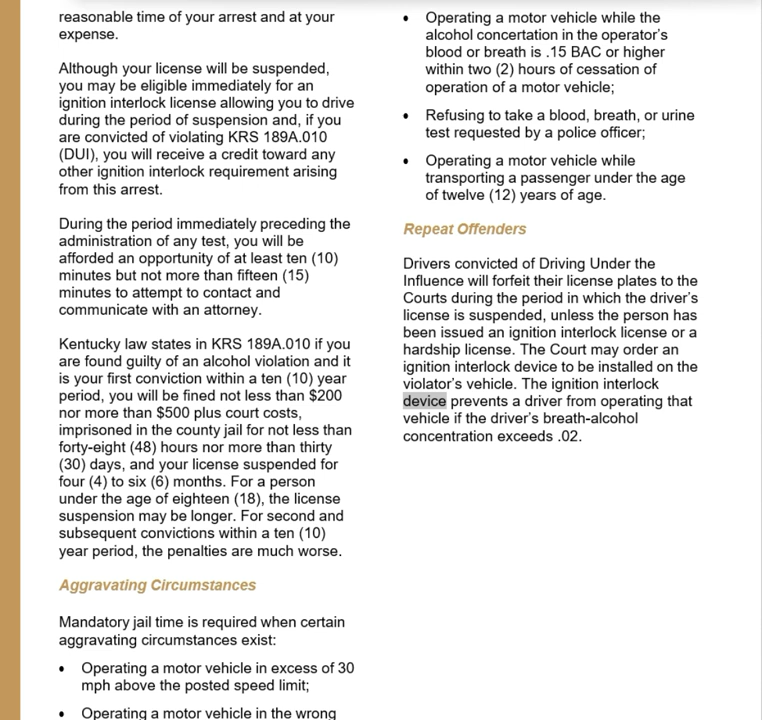 reasonable time of your arrest and at your
expense.
Although your license will be suspended,
you may be eligible immediately for an
ignition interlock license allowing you to drive
during the period of suspension and, if you
are convicted of violating KRS 189A.010
(DUI), you will receive a credit toward any
other ignition interlock requirement arising
from this arrest.
During the period immediately preceding the
administration of any test, you will be
afforded an opportunity of at least ten (10)
minutes but not more than fifteen (15)
minutes to attempt to contact and
communicate with an attorney.
Kentucky law states in KRS 189A.010 if you
are found guilty of an alcohol violation and it
is your first conviction within a ten (10) year
period, you will be fined not less than $200
nor more than $500 plus court costs,
imprisoned in the county jail for not less than
forty-eight (48) hours nor more than thirty
(30) days, and your license suspended for
four (4) to six (6) months. For a person
under the age of eighteen (18), the license
suspension may be longer. For second and
subsequent convictions within a ten (10)
year period, the penalties are much worse.
Aggravating Circumstances
Mandatory jail time is required when certain
aggravating circumstances exist:
• Operating a motor vehicle in excess of 30
mph above the posted speed limit;
• Operating a motor vehicle in the wrong
• Operating a motor vehicle while the
alcohol concertation in the operator's
blood or breath is .15 BAC or higher
within two (2) hours of cessation of
operation of a motor vehicle;
• Refusing to take a blood, breath, or urine
test requested by a police officer;
• Operating a motor vehicle while
transporting a passenger under the age
of twelve (12) years of age.
Repeat Offenders
Drivers convicted of Driving Under the
Influence will forfeit their license plates to the
Courts during the period in which the driver's
license is suspended, unless the person has
been issued an ignition interlock license or a
hardship license. The Court may order an
ignition interlock device to be installed on the
violator's vehicle. The ignition interlock
device prevents a driver from operating that
vehicle if the driver's breath-alcohol
concentration exceeds .02.